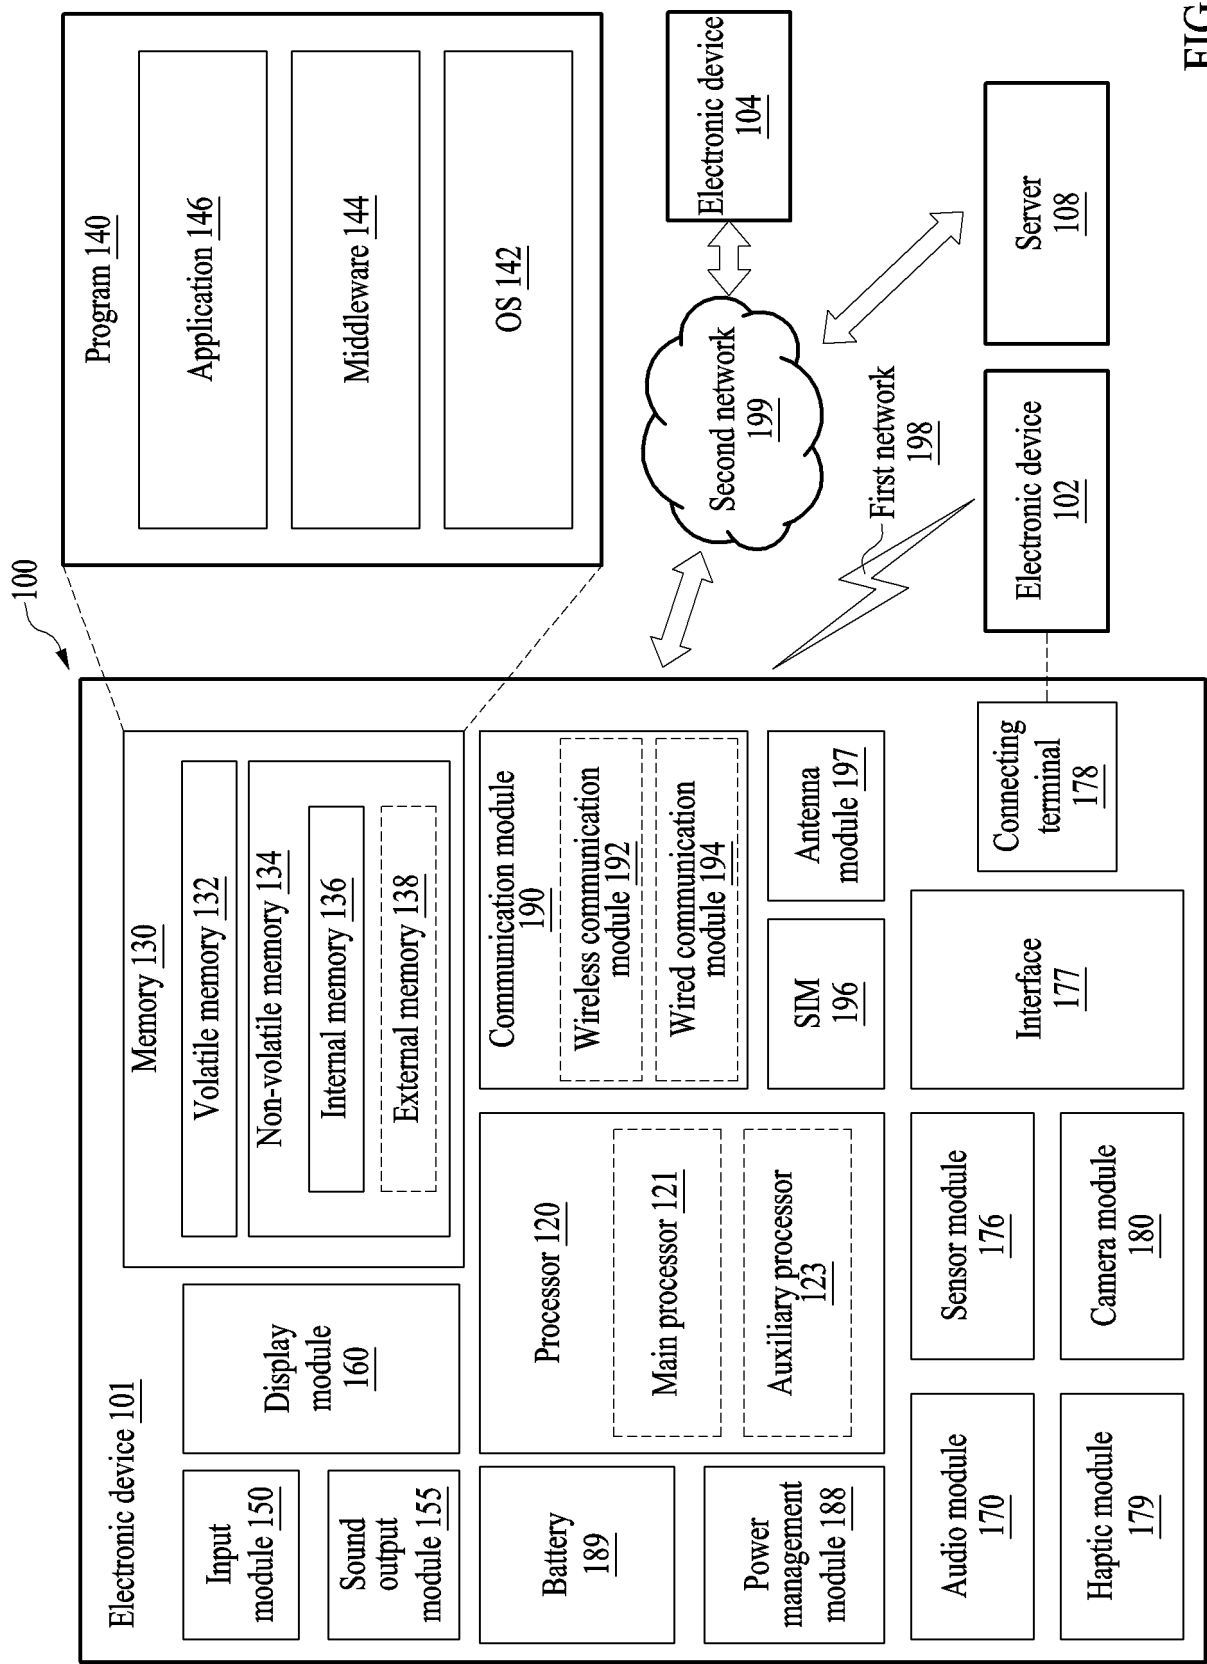 FIG
100
Electronic device 101
Input
module 150
Sound
output
module 155
Display
module
160
Memory 130
Volatile memory 132
Non-volatile memory 134
Internal memory 136
External memory 138
Program 140
Application 146
Middleware 144
OS 142
Battery
189
Power
management
module 188
Processor 120
Main processor 121
Auxiliary processor
123
Communication module
190
Wireless communication
module 192
Wired communication
module 194
SIM
196
Antenna
module 197
Second network
199
Electronic device
104
First network
198
Audio module
170
Haptic module
179
Sensor module
176
Camera module
180
Interface
177
Connecting
terminal
178
Electronic device
102
Server
108